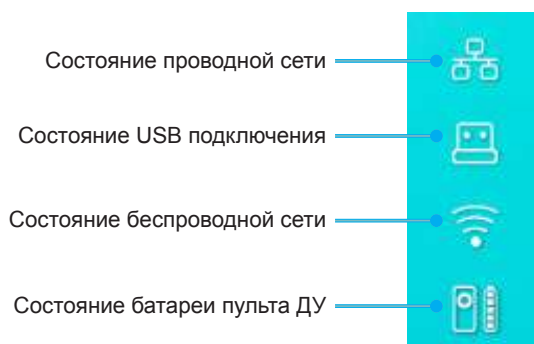 Состояние проводной сети
Состояние USB подключения
Состояние беспроводной сети
Состояние батареи пульта ДУ